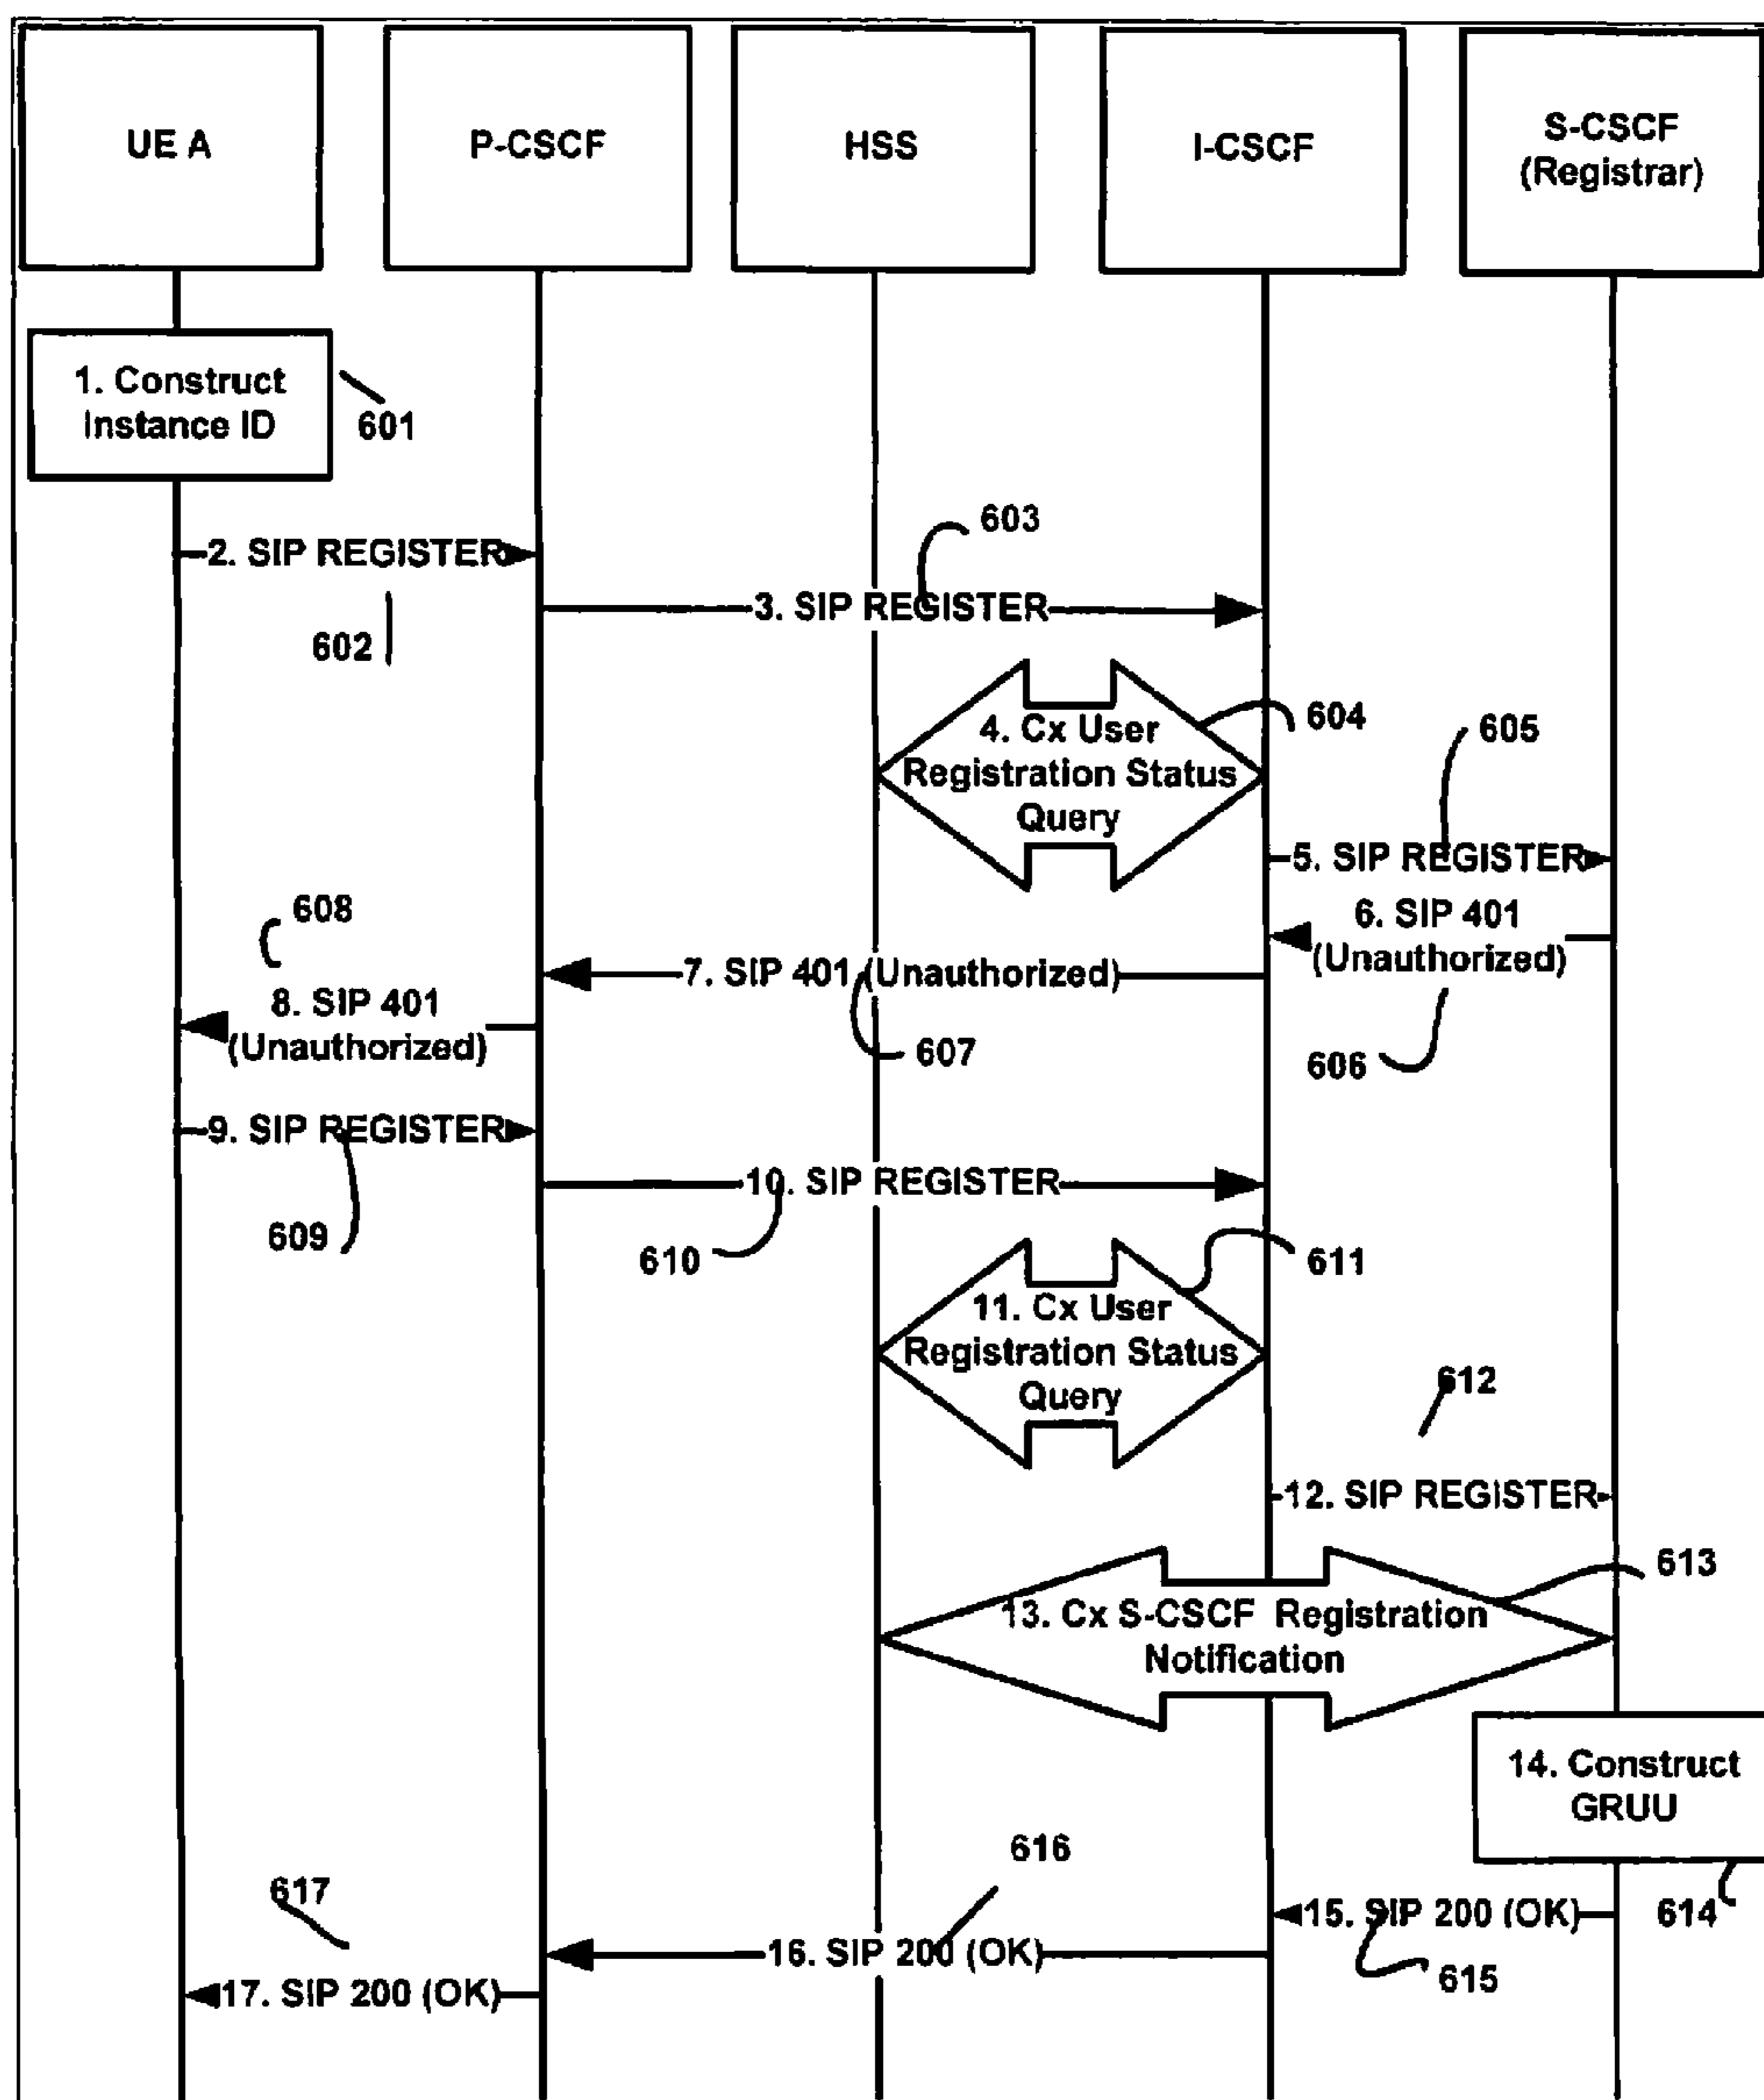 UE A
P-CSCF
HSS
I-CSCF
S-CSCF
(Registrar)
1. Construct
Instance ID
601
2. SIP REGISTER
602
603
3. SIP REGISTER
604
4. Cx User
Registration Status
Query
605
5. SIP REGISTER
608
6. SIP 401
(Unauthorized)
7. SIP 401 (Unauthorized)
8. SIP 401
(Unauthorized)
607
606
9. SIP REGISTER
609
10. SIP REGISTER
610
611
11. Cx User
Registration Status
Query
612
12. SIP REGISTER
613
13. Cx S-CSCF Registration
Notification
14. Construct
GRUU
614
616
617
15. SIP 200 (OK)
615
16. SIP 200 (OK)
17. SIP 200 (OK)